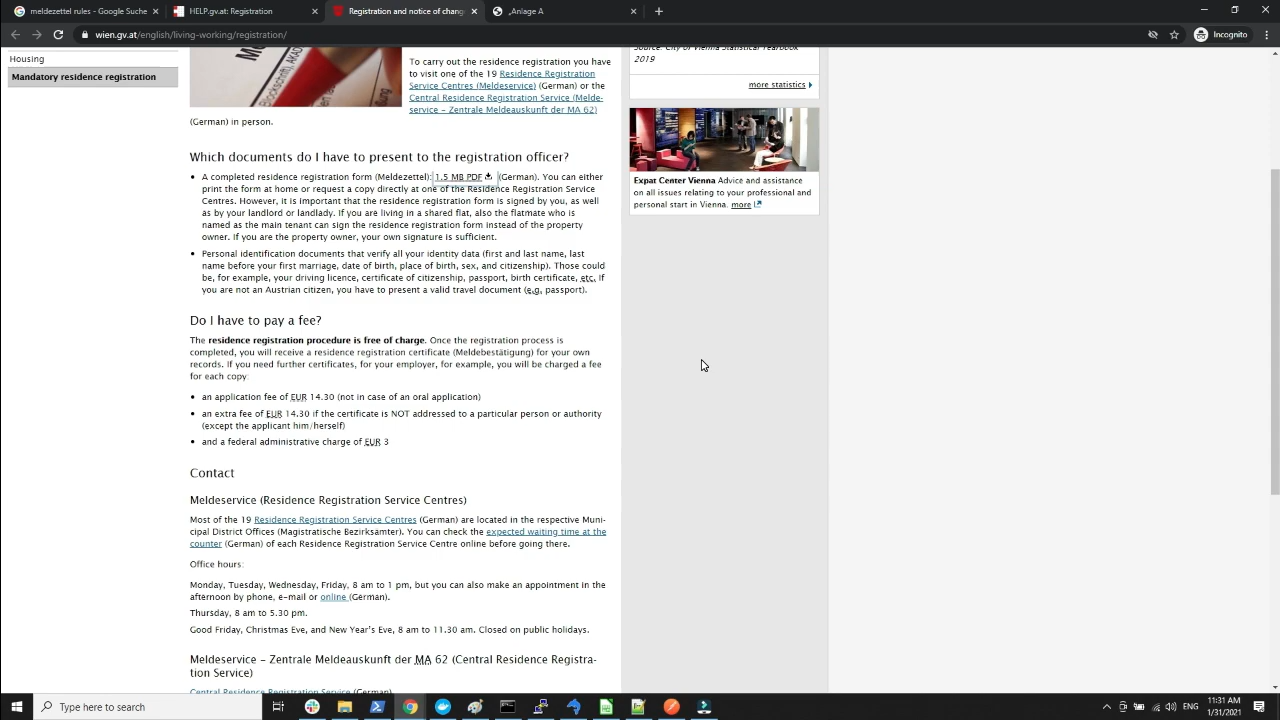 meldezettel rules - Google Suche
HELP.gv.at: Registration
Registration and notice of chang
„Anlage A
wien.gv.at/english/living-working/registration/
Incognito
Housing
Mandatory residence registration
To carry out the residence registration you have
to visit one of the 19 Residence Registration
Service Centres (Meldeservice) (German) or the
Central Residence Registration Service (Melde-
service – Zentrale Meldeauskunft der MA 62)
(German) in person.
Which documents do I have to present to the registration officer?
A completed residence registration form (Meldezettel): 1.5 MB PDF (German). You can either
print the form at home or request a copy directly at one of the Residence Registration Service
Centres. However, it is important that the residence registration form is signed by you, as well
as by your landlord or landlady. If you are living in a shared flat, also the flatmate who is
named as the main tenant can sign the residence registration form instead of the property
owner. If you are the property owner, your own signature is sufficient.
Personal identification documents that verify all your identity data (first and last name, last
name before your first marriage, date of birth, place of birth, sex, and citizenship). Those could
be, for example, your driving licence, certificate of citizenship, passport, birth certificate, etc. If
you are not an Austrian citizen, you have to present a valid travel document (e.g. passport).
Do I have to pay a fee?
The residence registration procedure is free of charge. Once the registration process is
completed, you will receive a residence registration certificate (Meldebestätigung) for your own
records. If you need further certificates, for your employer, for example, you will be charged a fee
for each copy:
an application fee of EUR 14.30 (not in case of an oral application)
an extra fee of EUR 14.30 if the certificate is NOT addressed to a particular person or authority
(except the applicant him/herself)
and a federal administrative charge of EUR 3
Contact
Meldeservice (Residence Registration Service Centres)
Most of the 19 Residence Registration Service Centres (German) are located in the respective Muni-
cipal District Offices (Magistratische Bezirksämter). You can check the expected waiting time at the
counter (German) of each Residence Registration Service Centre online before going there.
Office hours:
Monday, Tuesday, Wednesday, Friday, 8 am to 1 pm, but you can also make an appointment in the
afternoon by phone, e-mail or online (German).
Thursday, 8 am to 5.30 pm.
Good Friday, Christmas Eve, and New Year's Eve, 8 am to 11.30 am. Closed on public holidays.
Meldeservice – Zentrale Meldeauskunft der MA 62 (Central Residence Registra-
tion Service)
Central Residence Registration Service (German)
Source: City of Vienna Statistical Yearbook
2019
more statistics
Expat Center Vienna Advice and assistance
on all issues relating to your professional and
personal start in Vienna. more
Type here to search
ENG
11:31 AM
1/31/2021